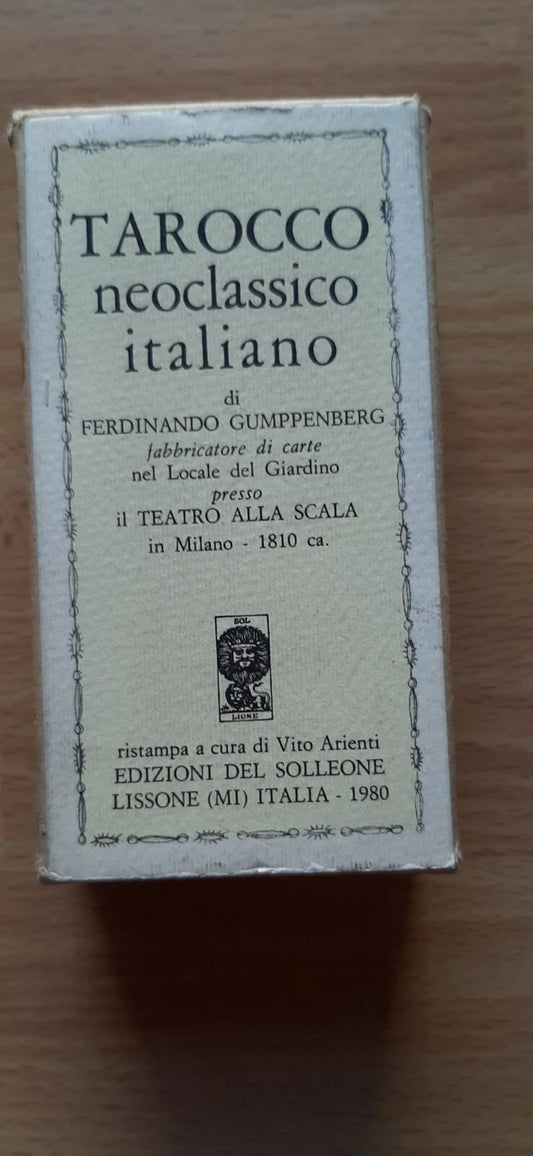 TAROCCO
neoclassico
italiano
di
FERDINANDO GUMPPENBERG
fabbricatore di carte
nel Locale del Giardino
presso
il TEATRO ALLA SCALA
in Milano - 1810 ca.
SOL
LIONE
ristampa a cura di Vito Arienti
EDIZIONI DEL SOLLEONE
LISSONE (MI) ITALIA - 1980